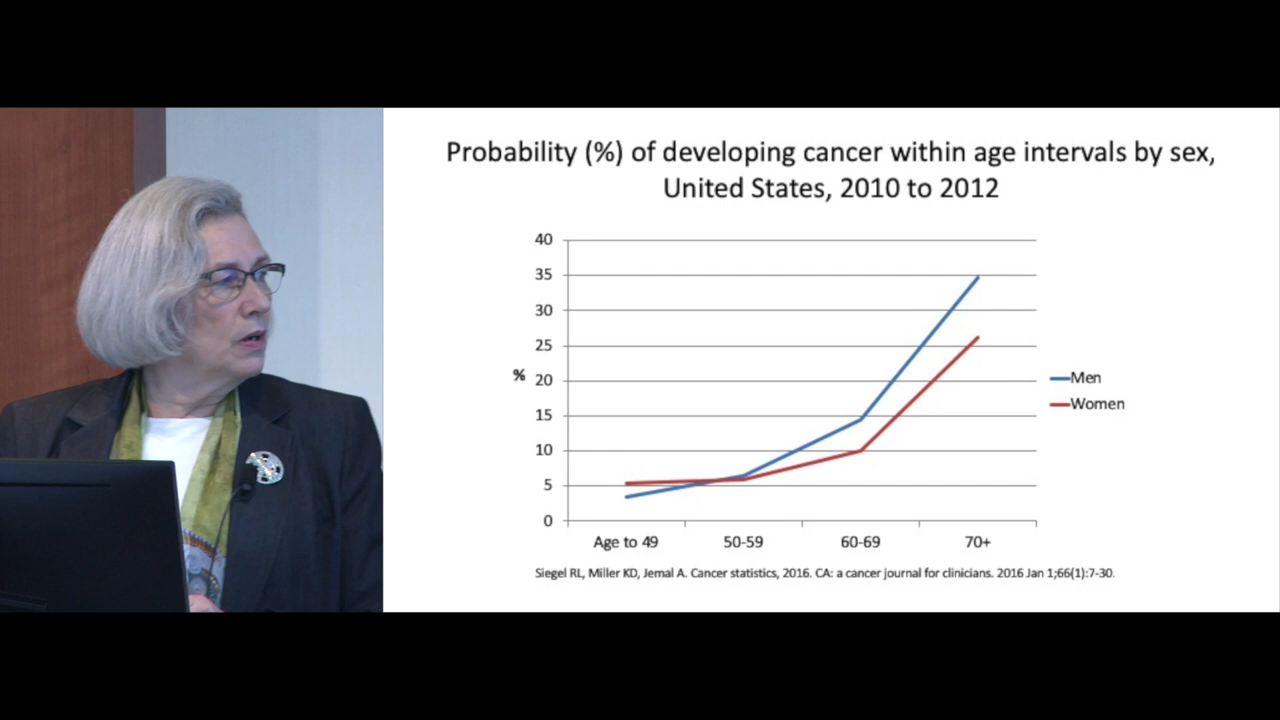 Probability (%) of developing cancer within age intervals by sex,
United States, 2010 to 2012
40
35
30
25
%
20
15
10
5
0
Age to 49 50-59 60-69 70+
Men
Women
Siegel RL, Miller KD, Jemal A. Cancer statistics, 2016. CA: a cancer journal for clinicians. 2016 Jan 1;66(1):7-30.